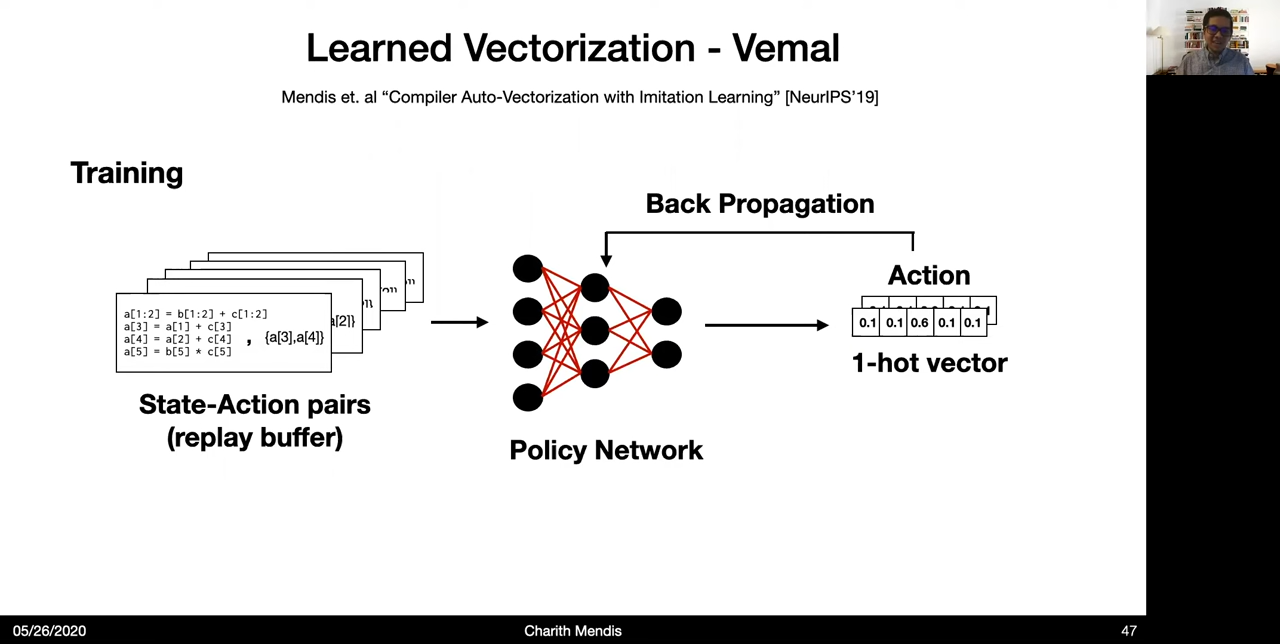 Learned Vectorization - Vemal
Mendis et. al “Compiler Auto-Vectorization with Imitation Learning” [NeurIPS’19]
Training
Back Propagation
Action
a[1:2] = b[1:2] + c[1:2]
a[3] = a[1] + c[3]
a[4] = a[2] + c[4]
a[5] = b[5] * c[5]
, {a[3],a[4]}
a[2]}
0.1 0.1 0.6 0.1 0.1
1-hot vector
State-Action pairs
(replay buffer)
Policy Network
05/26/2020
Charith Mendis
47